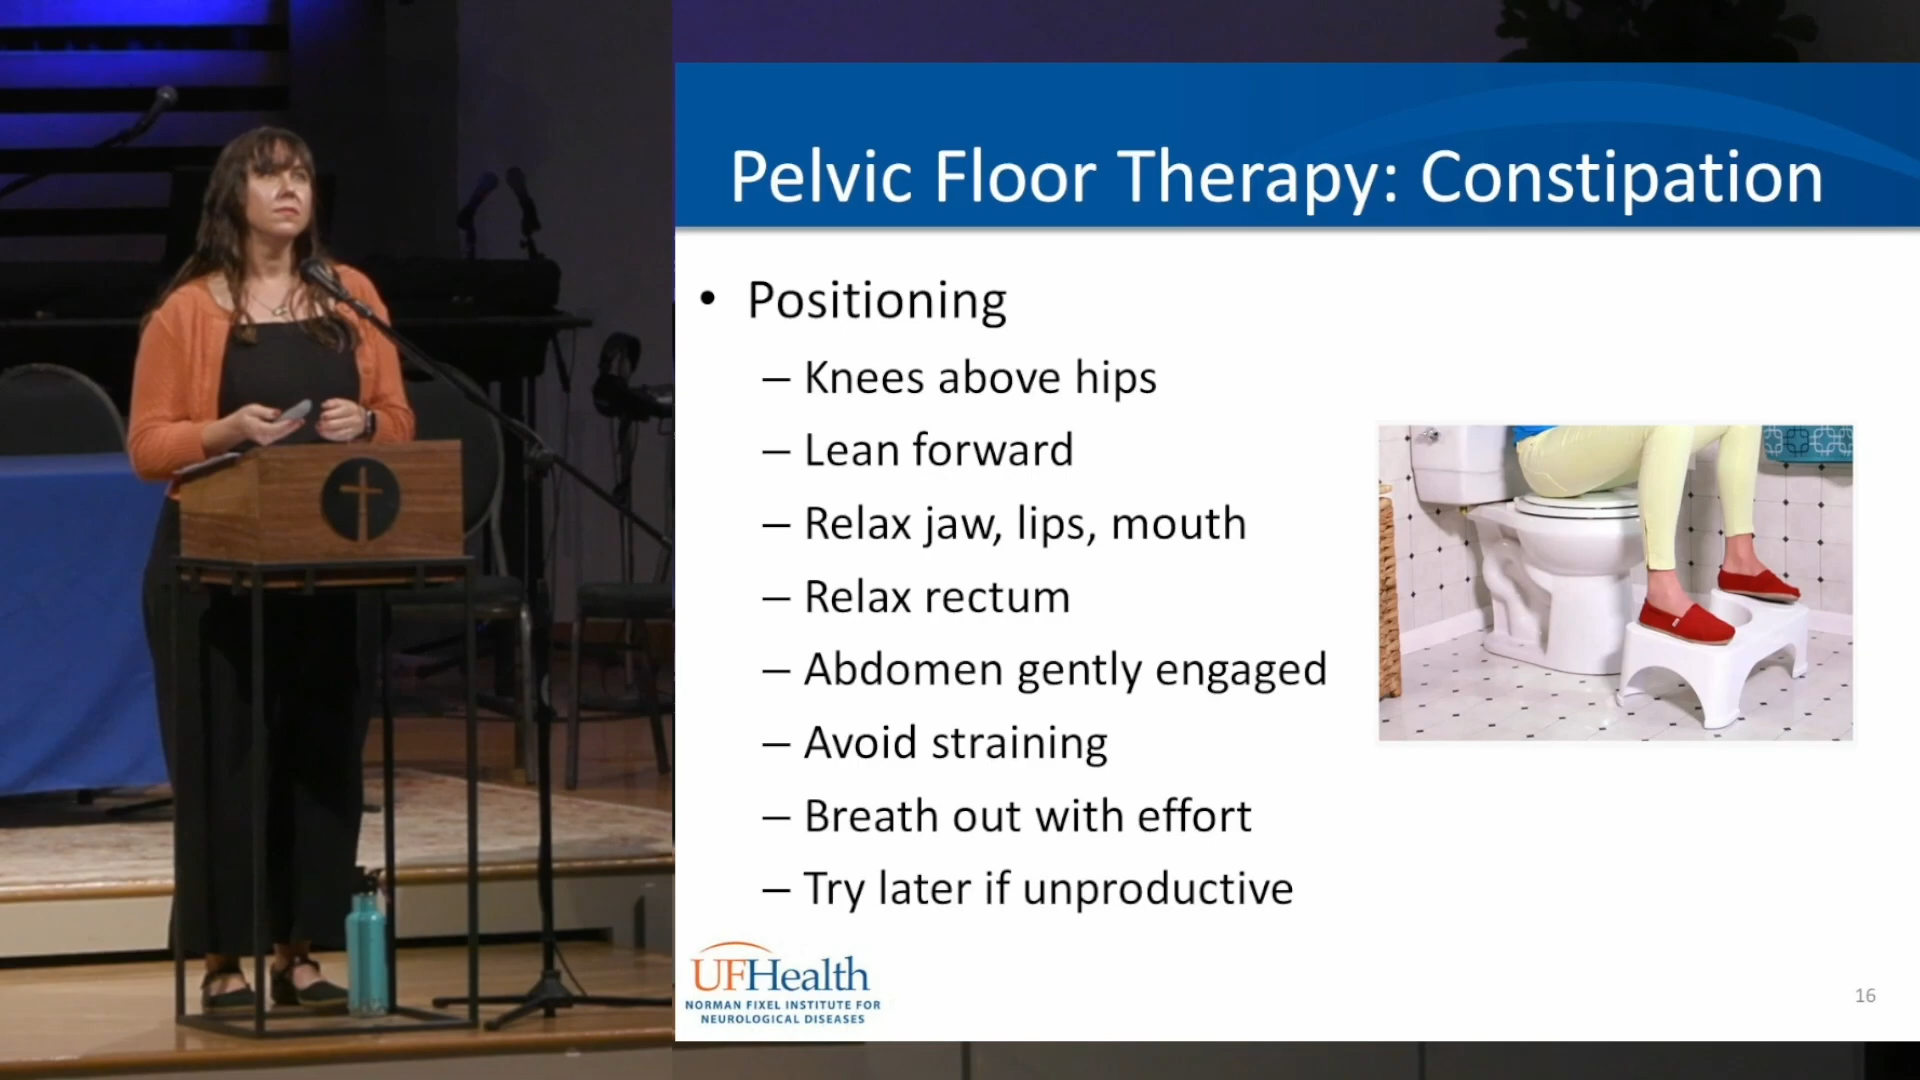 Pelvic Floor Therapy: Constipation
• Positioning
– Knees above hips
– Lean forward
– Relax jaw, lips, mouth
– Relax rectum
– Abdomen gently engaged
– Avoid straining
– Breath out with effort
– Try later if unproductive
UFHealth
NORMAN FIXEL INSTITUTE FOR
NEUROLOGICAL DISEASES
16